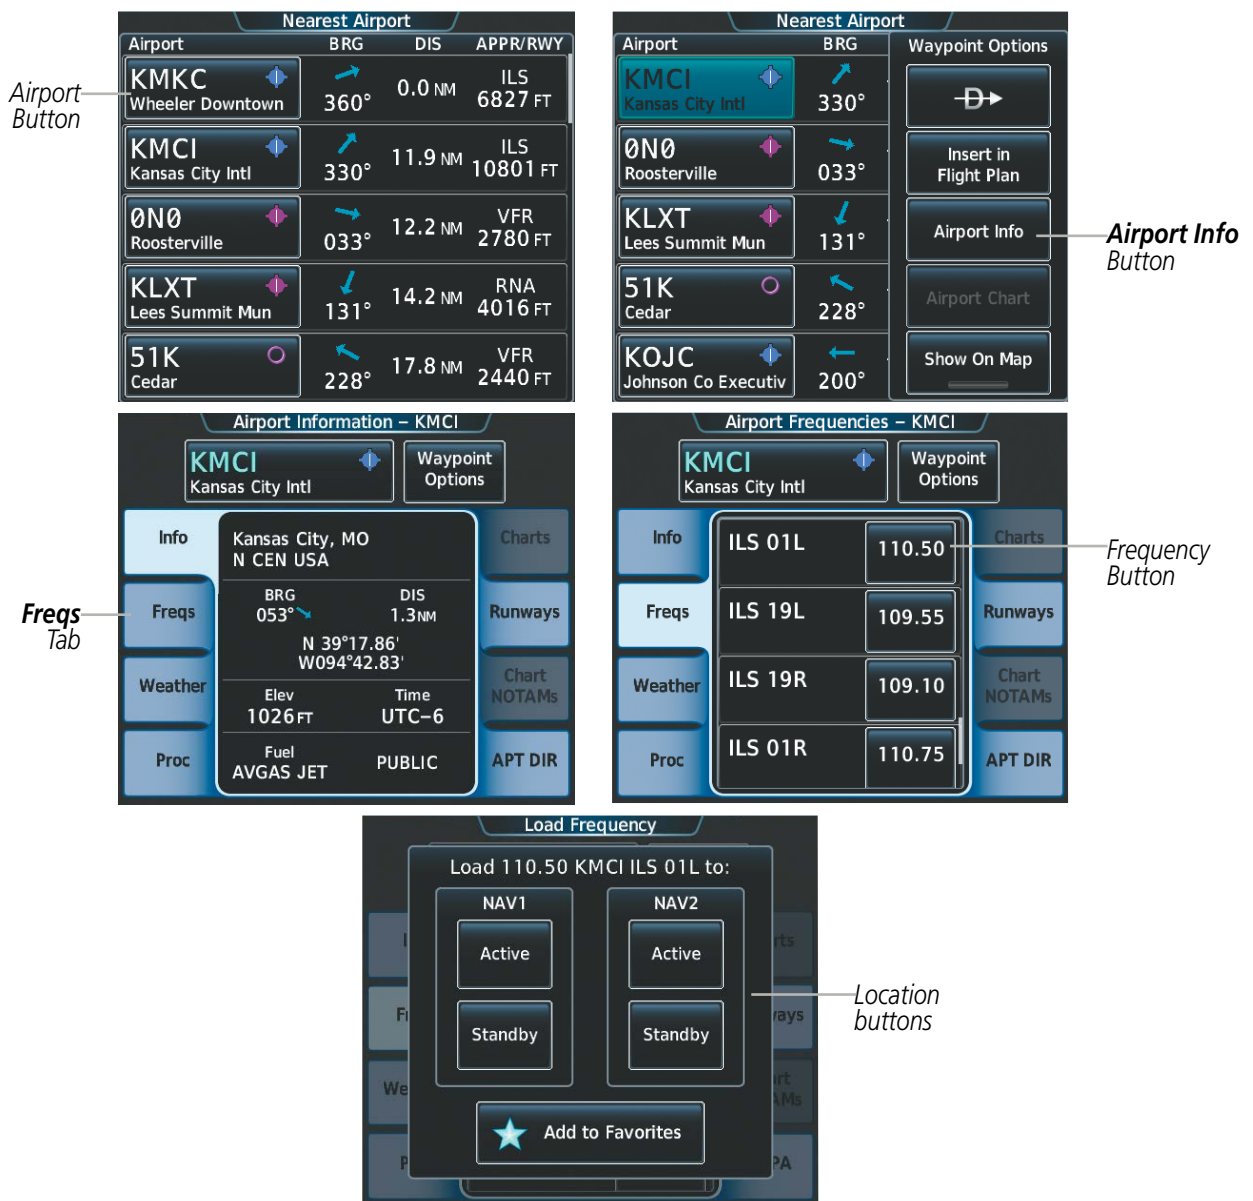 Nearest Airport
Airport BRG DIS APPR/RWY
KMKC
Wheeler Downtown
360°
0.0 NM
ILS
6827 FT
KMCI
Kansas City Intl
330°
11.9 NM
ILS
10801 FT
0N0
Roosterville
033°
12.2 NM
VFR
2780 FT
KLXT
Lees Summit Mun
131°
14.2 NM
RNA
4016 FT
51K
Cedar
228°
17.8 NM
VFR
2440 FT
Airport
Button
Nearest Airport
Airport BRG
KMCI
Kansas City Intl
330°
0N0
Roosterville
033°
KLXT
Lees Summit Mun
131°
51K
Cedar
228°
KOJC
Johnson Co Executiv
200°
Waypoint Options
D
Insert in
Flight Plan
Airport Info
Airport Chart
Show On Map
Airport Info
Button
Airport Information – KMCI
KMCI
Kansas City Intl
Waypoint
Options
Info
Freqs
Weather
Proc
Kansas City, MO
N CEN USA
BRG
053°
DIS
1.3NM
N 39°17.86'
W094°42.83'
Elev
1026FT
Time
UTC–6
Fuel
AVGAS JET
PUBLIC
Charts
Runways
Chart
NOTAMs
APT DIR
Freqs
Tab
Airport Frequencies – KMCI
KMCI
Kansas City Intl
Waypoint
Options
Info
Freqs
Weather
Proc
ILS 01L 110.50
ILS 19L 109.55
ILS 19R 109.10
ILS 01R 110.75
Charts
Runways
Chart
NOTAMs
APT DIR
Frequency
Button
Load Frequency
Load 110.50 KMCI ILS 01L to:
NAV1
Active
Standby
NAV2
Active
Standby
Add to Favorites
Location
buttons